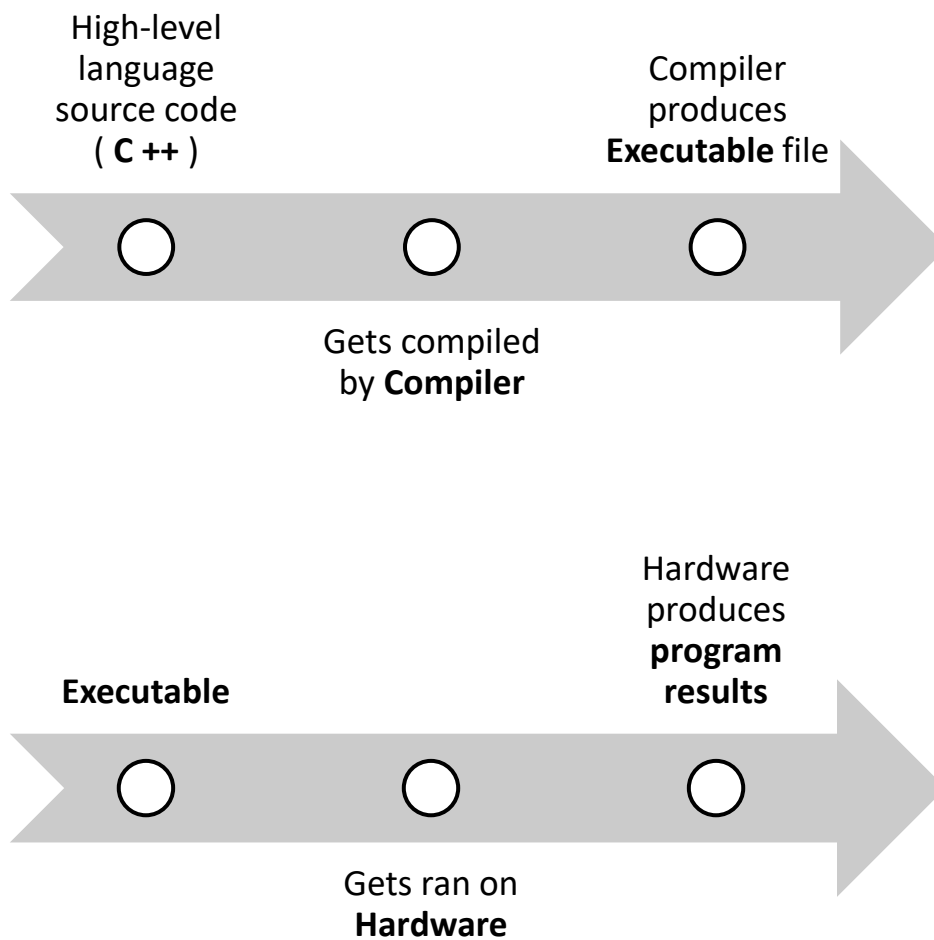 High-level
language
source code
( C ++ )
Compiler
produces
Executable file
Gets compiled
by Compiler
Hardware
produces
program
results
Executable
Gets ran on
Hardware